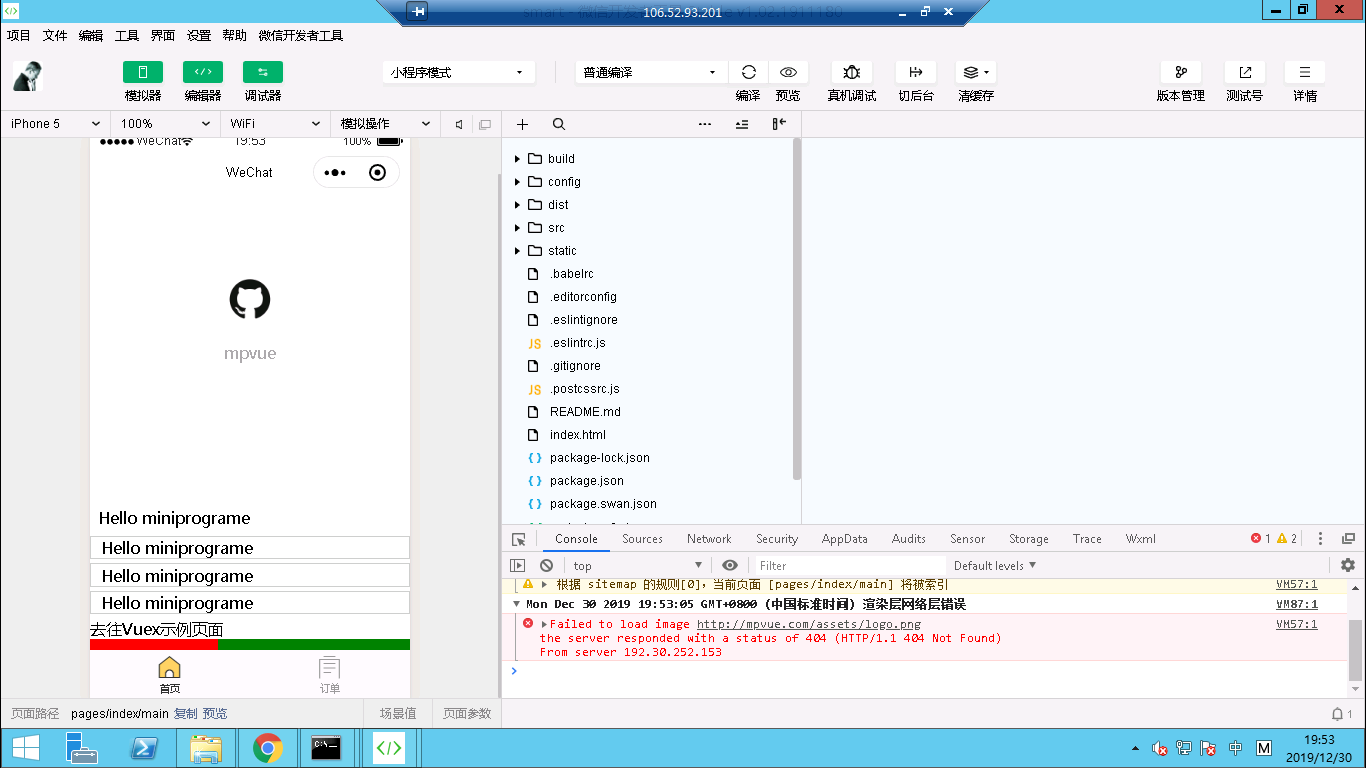 106.52.93.201
项目 文件 编辑 工具 界面 设置 帮助 微信开发者工具
小程序模式 普通编译
模拟器 编辑器 调试器 编译 预览 真机调试 切后台 清缓存 版本管理 测试号 详情
iPhone 5 100% WiFi 模拟操作
WeChat 19:53 100%
WeChat
mpvue
Hello miniprograme
Hello miniprograme
Hello miniprograme
Hello miniprograme
去往Vuex示例页面
首页 订单
页面路径 pages/index/main 复制 预览 场景值 页面参数
build
config
dist
src
static
.babelrc
.editorconfig
.eslintignore
JS .eslintrc.js
.gitignore
JS .postcssrc.js
README.md
index.html
{ } package-lock.json
{ } package.json
{ } package.swan.json
Console Sources Network Security AppData Audits Sensor Storage Trace Wxml 1 2
top Filter Default levels
根据 sitemap 的规则[0]，当前页面 [pages/index/main] 将被索引 VM57:1
Mon Dec 30 2019 19:53:05 GMT+0800 (中国标准时间) 渲染层网络层错误 VM87:1
Failed to load image http://mpvue.com/assets/logo.png VM57:1
the server responded with a status of 404 (HTTP/1.1 404 Not Found)
From server 192.30.252.153
1
C:\
中 M
19:53
2019/12/30